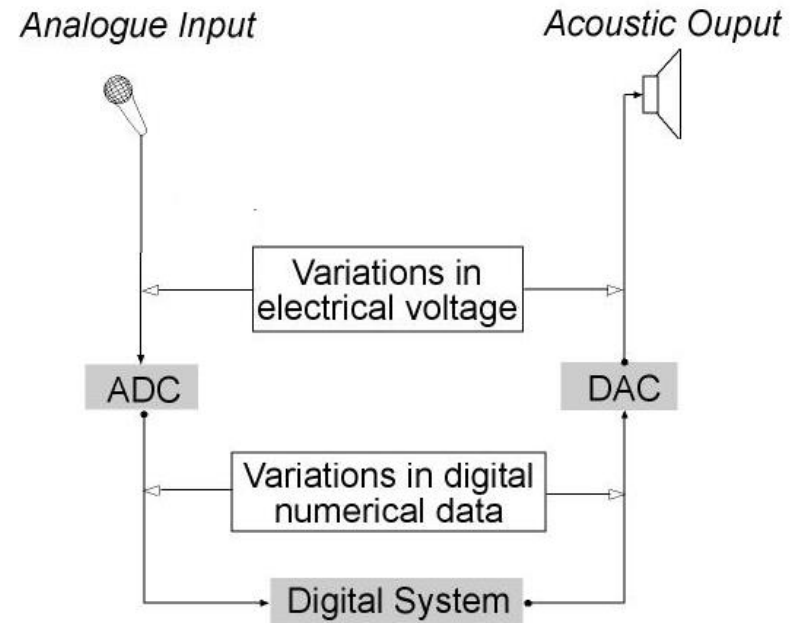 Analogue Input
Acoustic Ouput
Variations in
electrical voltage
ADC
DAC
Variations in digital
numerical data
Digital System